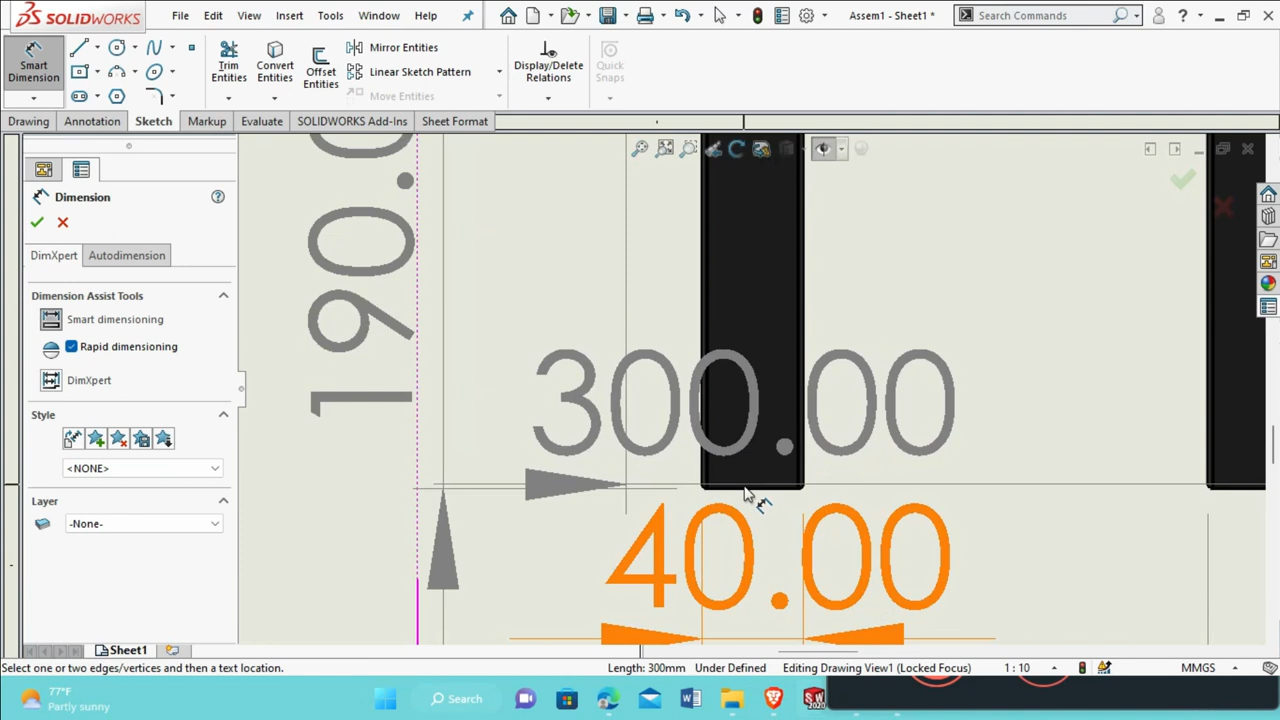 SOLIDWORKS
File
Edit
View
Insert
Tools
Window
Help
Assem1 - Sheet1 *
Search Commands
?
Smart
Dimension
Trim
Entities
Convert
Entities
Offset
Entities
Mirror Entities
Linear Sketch Pattern
Move Entities
Display/Delete
Relations
Quick
Snaps
Drawing
Annotation
Sketch
Markup
Evaluate
SOLIDWORKS Add-Ins
Sheet Format
Dimension
?
DimXpert
Autodimension
Dimension Assist Tools
Smart dimensioning
Rapid dimensioning
DimXpert
Style
<NONE>
Layer
-None-
190.0
300.00
40.00
Sheet1
Select one or two edges/vertices and then a text location.
Length: 300mm
Under Defined
Editing Drawing View1 (Locked Focus)
1 : 10
MMGS
77°F
Partly sunny
Search
SW
2020